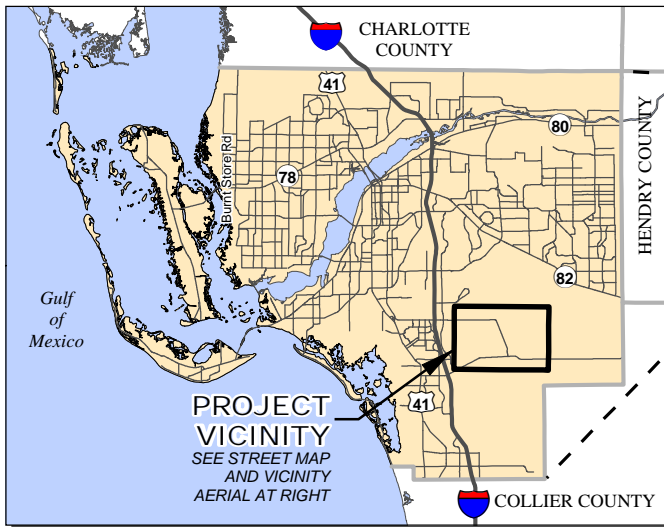 CHARLOTTE
COUNTY
41
80
HENDRY COUNTY
Burnt Store Rd
78
82
Gulf
of
Mexico
PROJECT
VICINITY
SEE STREET MAP
AND VICINITY
AERIAL AT RIGHT
41
COLLIER COUNTY